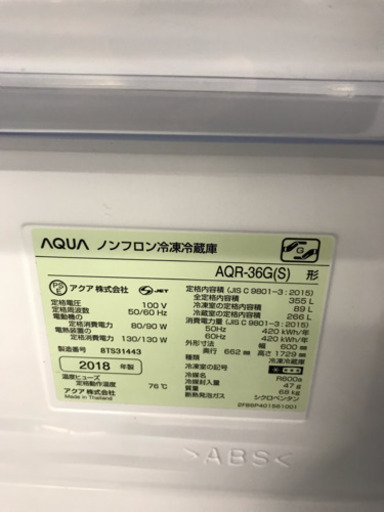 AQUA ノンフロン冷凍冷蔵庫
AQR-36G(S) 形
アクア 株式会社 JET
定格電圧 100 V
定格周波数 50/60 Hz
電動機の
定格消費電力 80/90 W
電熱装置の
定格消費電力 130/130 W
製造番号 8TS31443
2018 年製
温度ヒューズ
定格動作温度 76℃
Made in Thailand
アクア 株式会社
定格内容積 (JIS C 9801-3 : 2015)
全定格内容積 355 L
冷凍室の定格内容積 89 L
冷蔵室の定格内容積 266 L
消費電力量 (JIS C 9801-3 : 2015)
50Hz 420 kWh/年
60Hz 420 kWh/年
外形寸法 幅 600 mm
奥行 662 mm 高さ 1729 mm
種類 冷凍冷蔵庫
冷凍室の記号
冷媒 R600a
冷媒封入量 47 g
質量 68 kg
断熱発泡ガス シクロペンタン
>ABS<